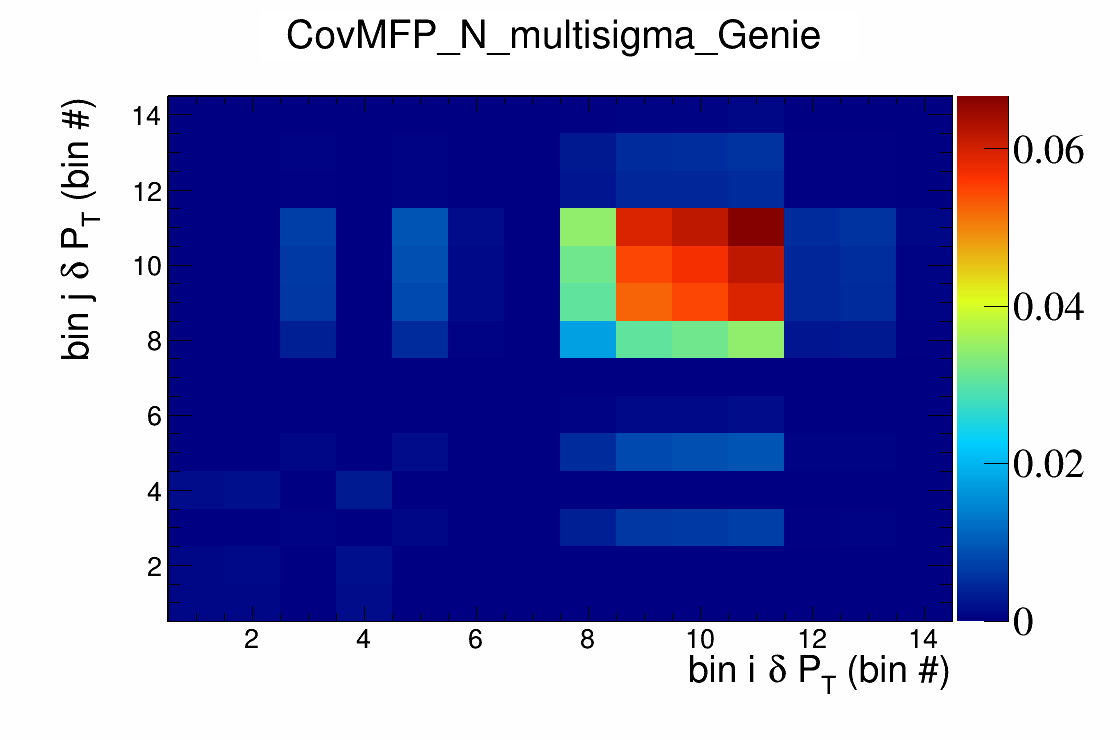 CovMFP_N_multisigma_Genie
bin j δ P_T (bin #)
14
12
10
8
6
4
2
2 4 6 8 10 12 14
bin i δ P_T (bin #)
0.06
0.04
0.02
0